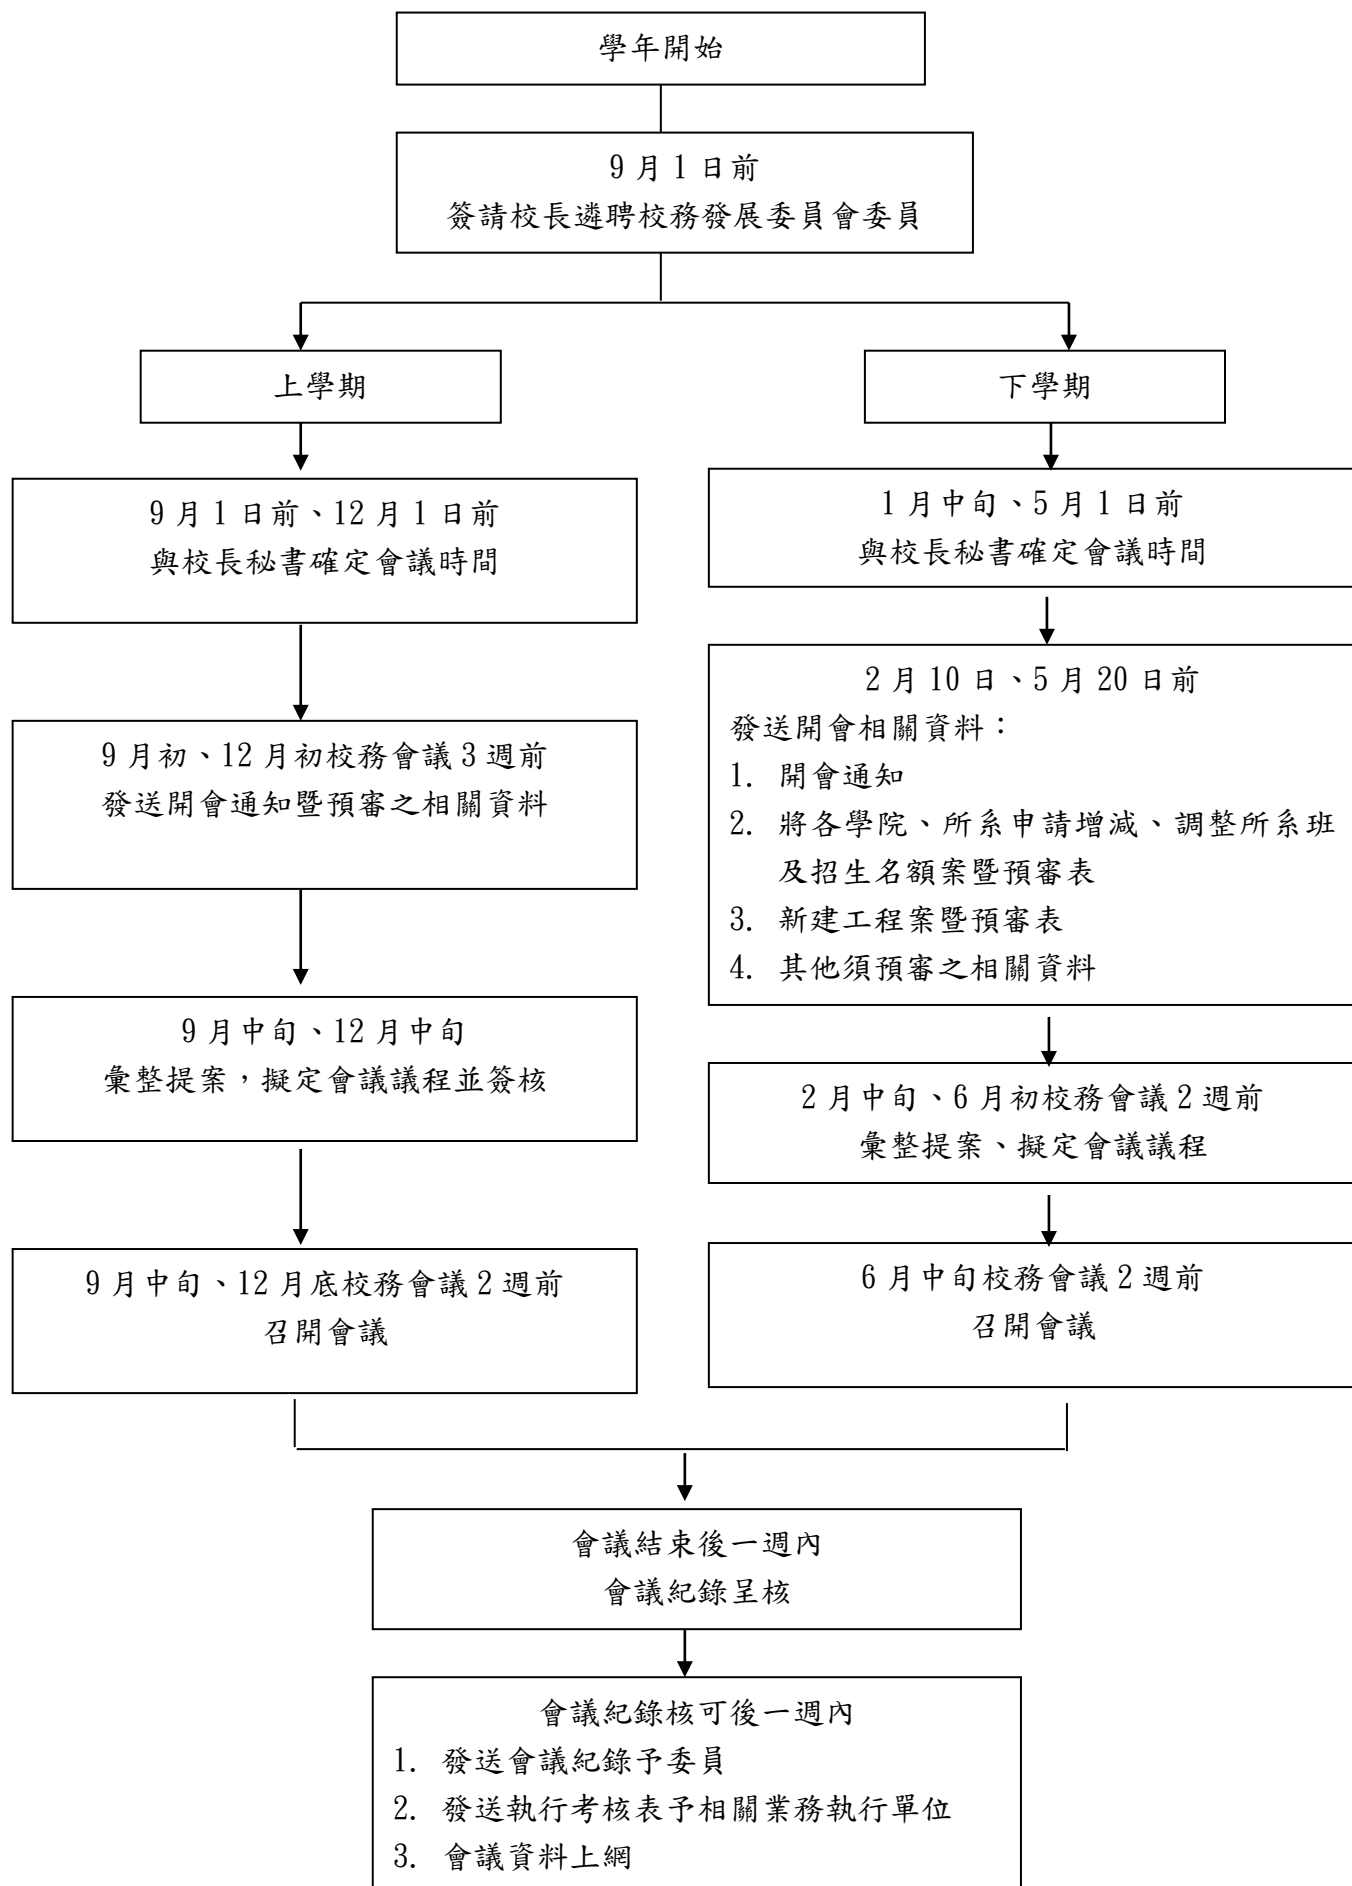 學年開始
9月1日前
簽請校長遴聘校務發展委員會委員
上學期
9月1日前、12月1日前
與校長秘書確定會議時間
9月初、12月初校務會議3週前
發送開會通知暨預審之相關資料
9月中旬、12月中旬
彙整提案，擬定會議議程並簽核
9月中旬、12月底校務會議2週前
召開會議
下學期
1月中旬、5月1日前
與校長秘書確定會議時間
2月10日、5月20日前
發送開會相關資料：
1. 開會通知
2. 將各學院、所系申請增減、調整所系班
及招生名額案暨預審表
3. 新建工程案暨預審表
4. 其他須預審之相關資料
2月中旬、6月初校務會議2週前
彙整提案、擬定會議議程
6月中旬校務會議2週前
召開會議
會議結束後一週內
會議紀錄呈核
會議紀錄核可後一週內
1. 發送會議紀錄予委員
2. 發送執行考核表予相關業務執行單位
3. 會議資料上網